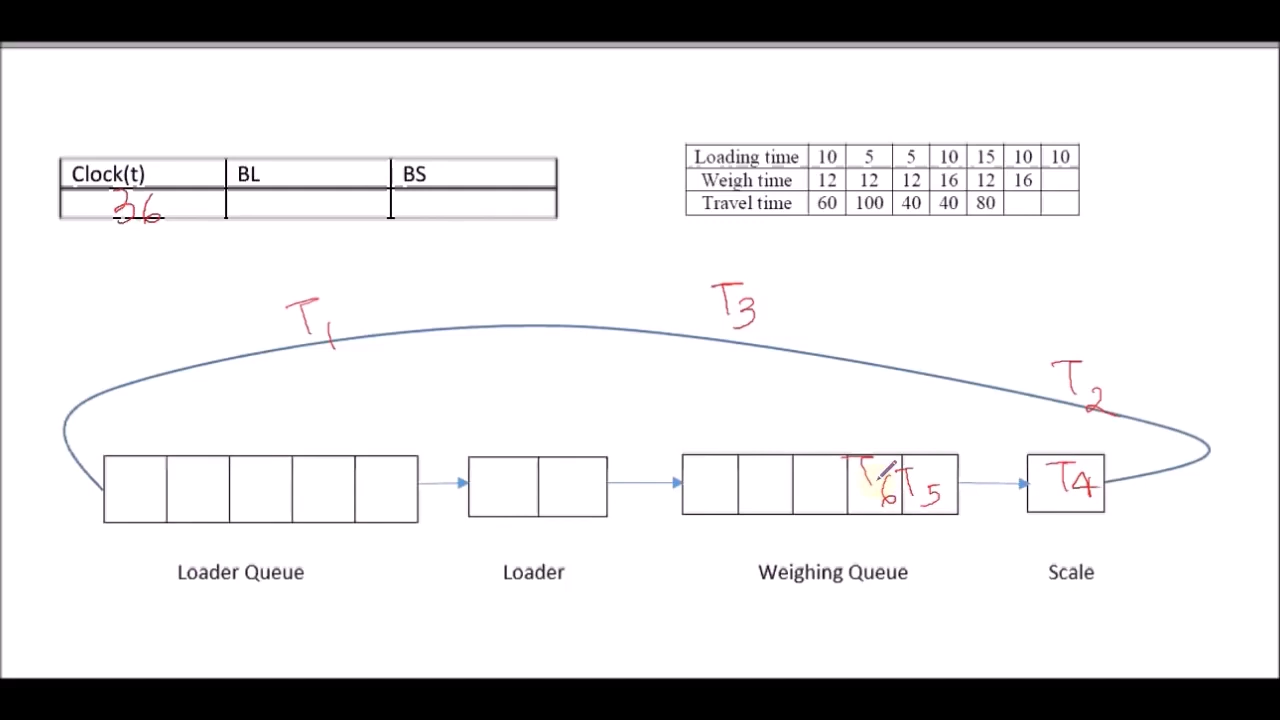 Clock(t) BL BS
36
Loading time 10 5 5 10 15 10 10
Weigh time 12 12 12 16 12 16
Travel time 60 100 40 40 80
T1 T3 T2
T6 T5 T4
Loader Queue Loader Weighing Queue Scale